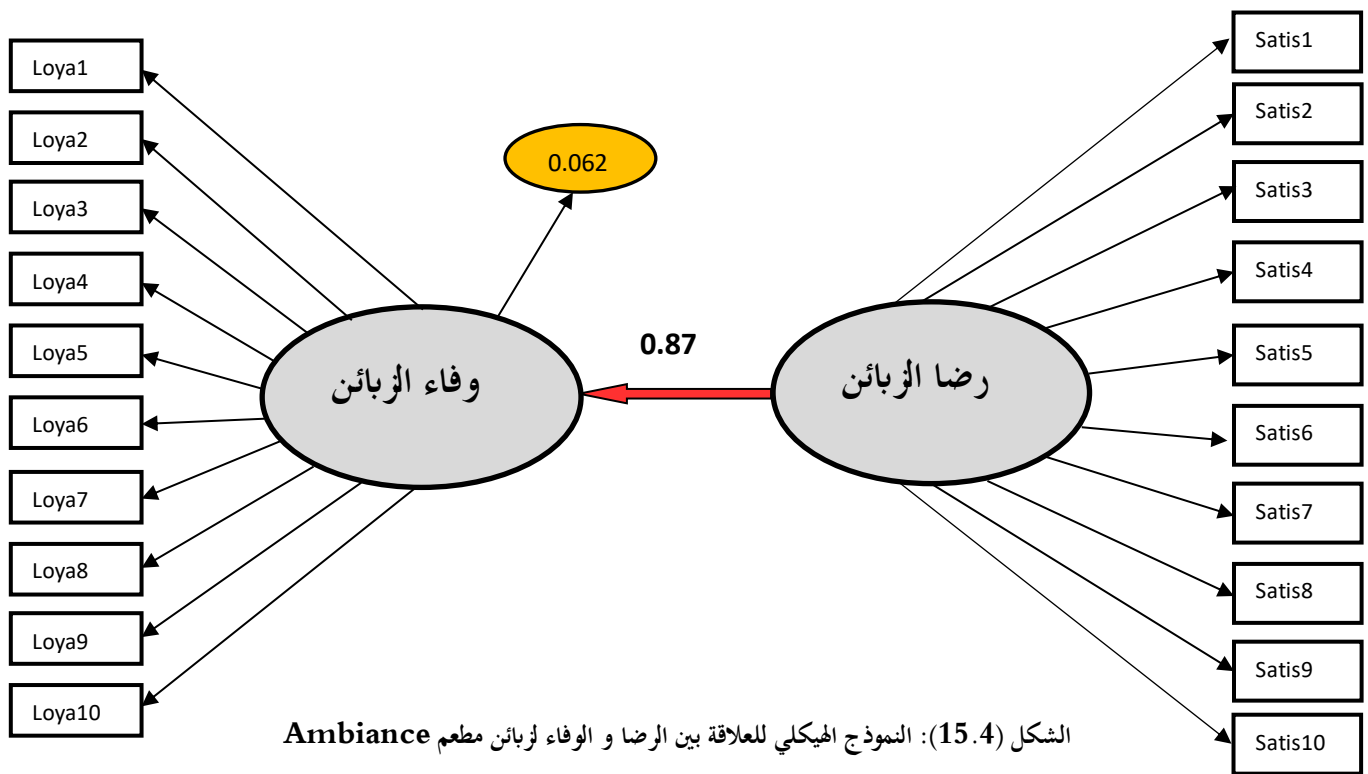 Loya1
Loya2
Loya3
Loya4
Loya5
Loya6
Loya7
Loya8
Loya9
Loya10
0.062
وفاء الزبائن
0.87
رضا الزبائن
Satis1
Satis2
Satis3
Satis4
Satis5
Satis6
Satis7
Satis8
Satis9
Satis10
الشكل (15.4): النموذج الهيكلي للعلاقة بين الرضا و الوفاء لزبائن مطعم Ambiance